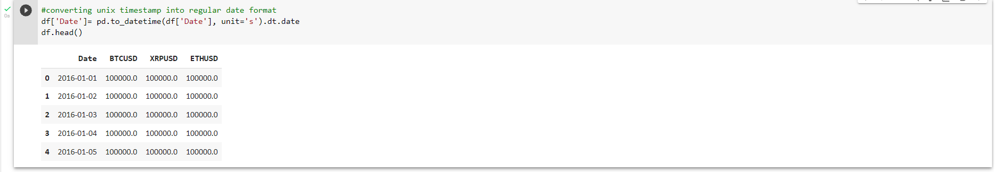 #converting unix timestamp into regular date format
0s
df['Date']= pd.to_datetime(df['Date'], unit='s').dt.date
df.head()
Date BTCUSD XRPUSD ETHUSD
0 2016-01-01 100000.0 100000.0 100000.0
1 2016-01-02 100000.0 100000.0 100000.0
2 2016-01-03 100000.0 100000.0 100000.0
3 2016-01-04 100000.0 100000.0 100000.0
4 2016-01-05 100000.0 100000.0 100000.0